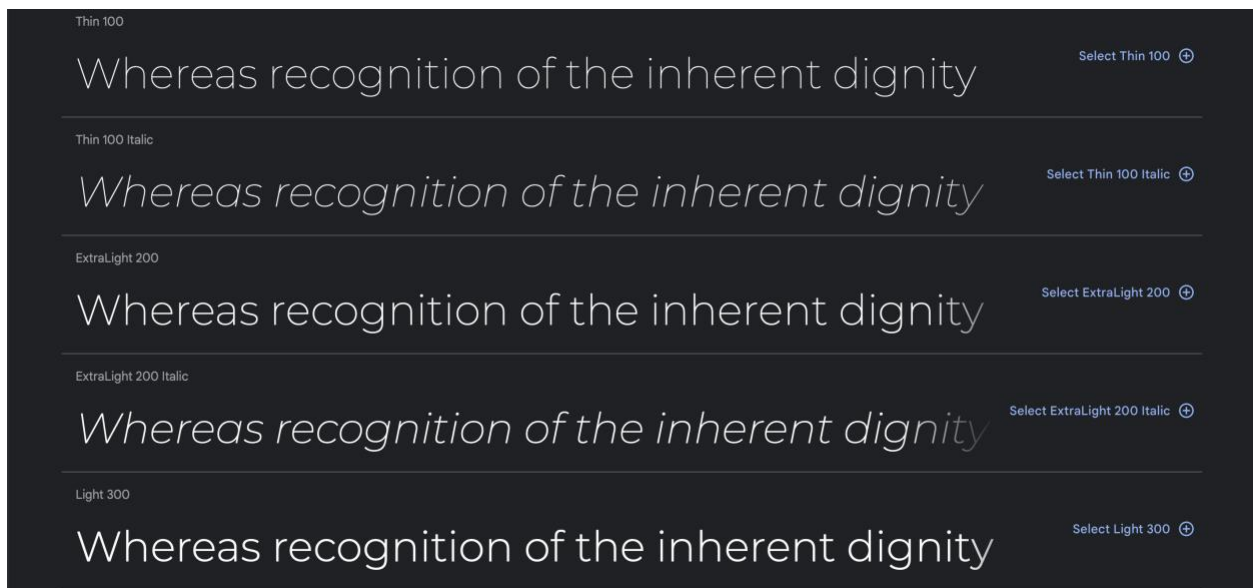 Thin 100
Whereas recognition of the inherent dignity
Select Thin 100
Thin 100 Italic
Whereas recognition of the inherent dignity
Select Thin 100 Italic
ExtraLight 200
Whereas recognition of the inherent dignity
Select ExtraLight 200
ExtraLight 200 Italic
Whereas recognition of the inherent dignity
Select ExtraLight 200 Italic
Light 300
Whereas recognition of the inherent dignity
Select Light 300